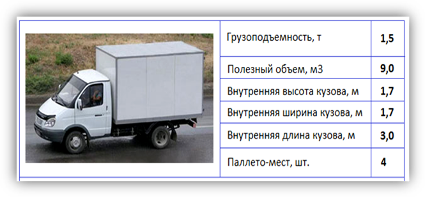 Грузоподъемность, т 1,5
Полезный объем, м3 9,0
Внутренняя высота кузова, м 1,7
Внутренняя ширина кузова, м 1,7
Внутренняя длина кузова, м 3,0
Паллето-мест, шт. 4